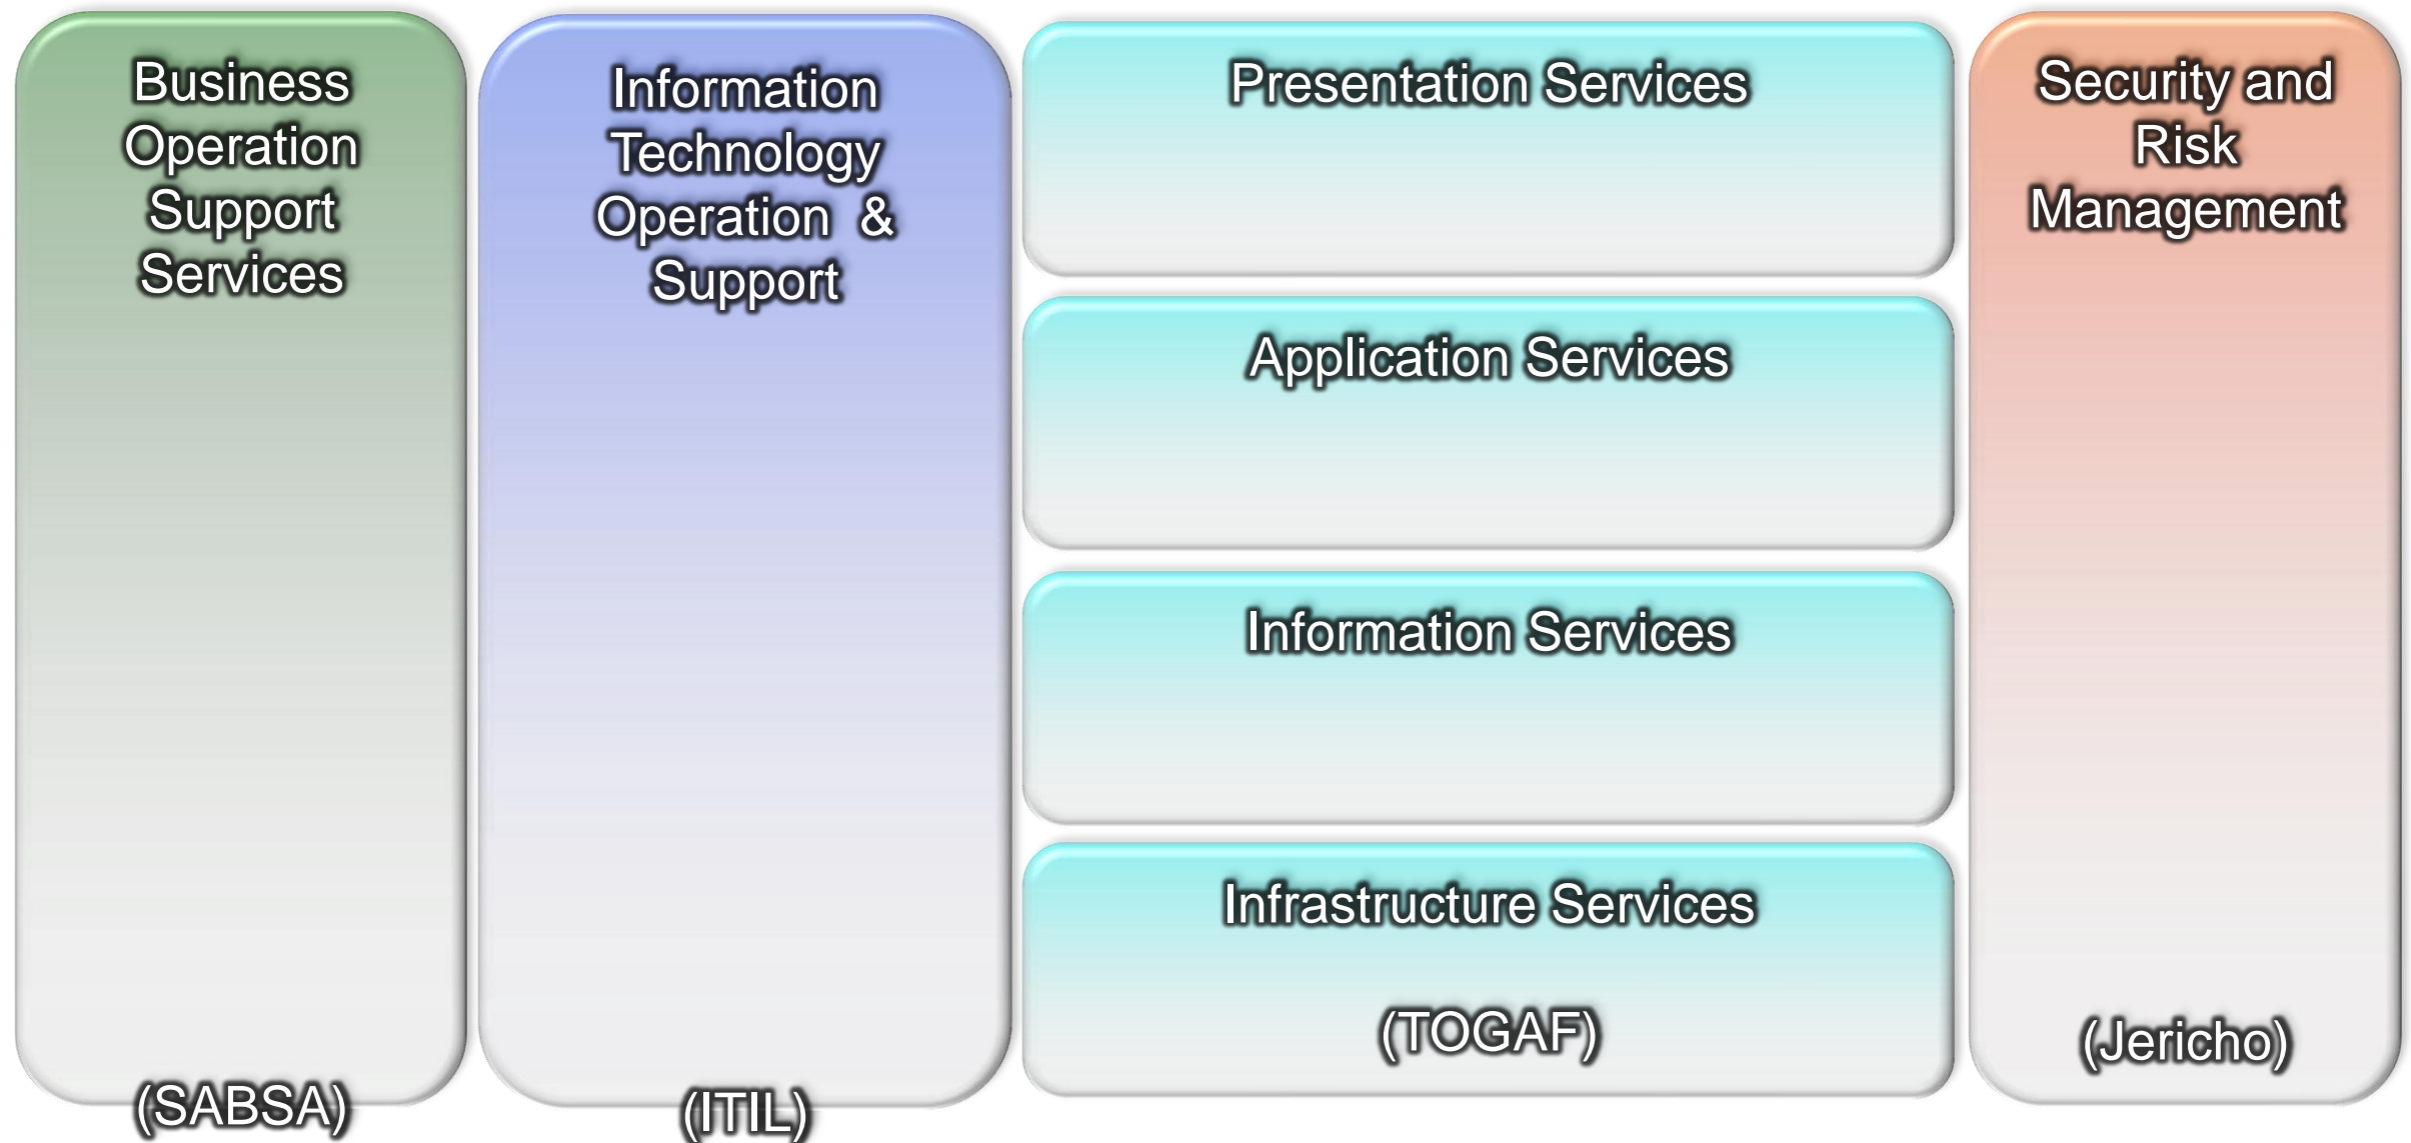 Business
Operation
Support
Services
(SABSA)
Information
Technology
Operation  &
Support
(ITIL)
Presentation Services
Application Services
Information Services
Infrastructure Services
(TOGAF)
Security and
Risk
Management
(Jericho)